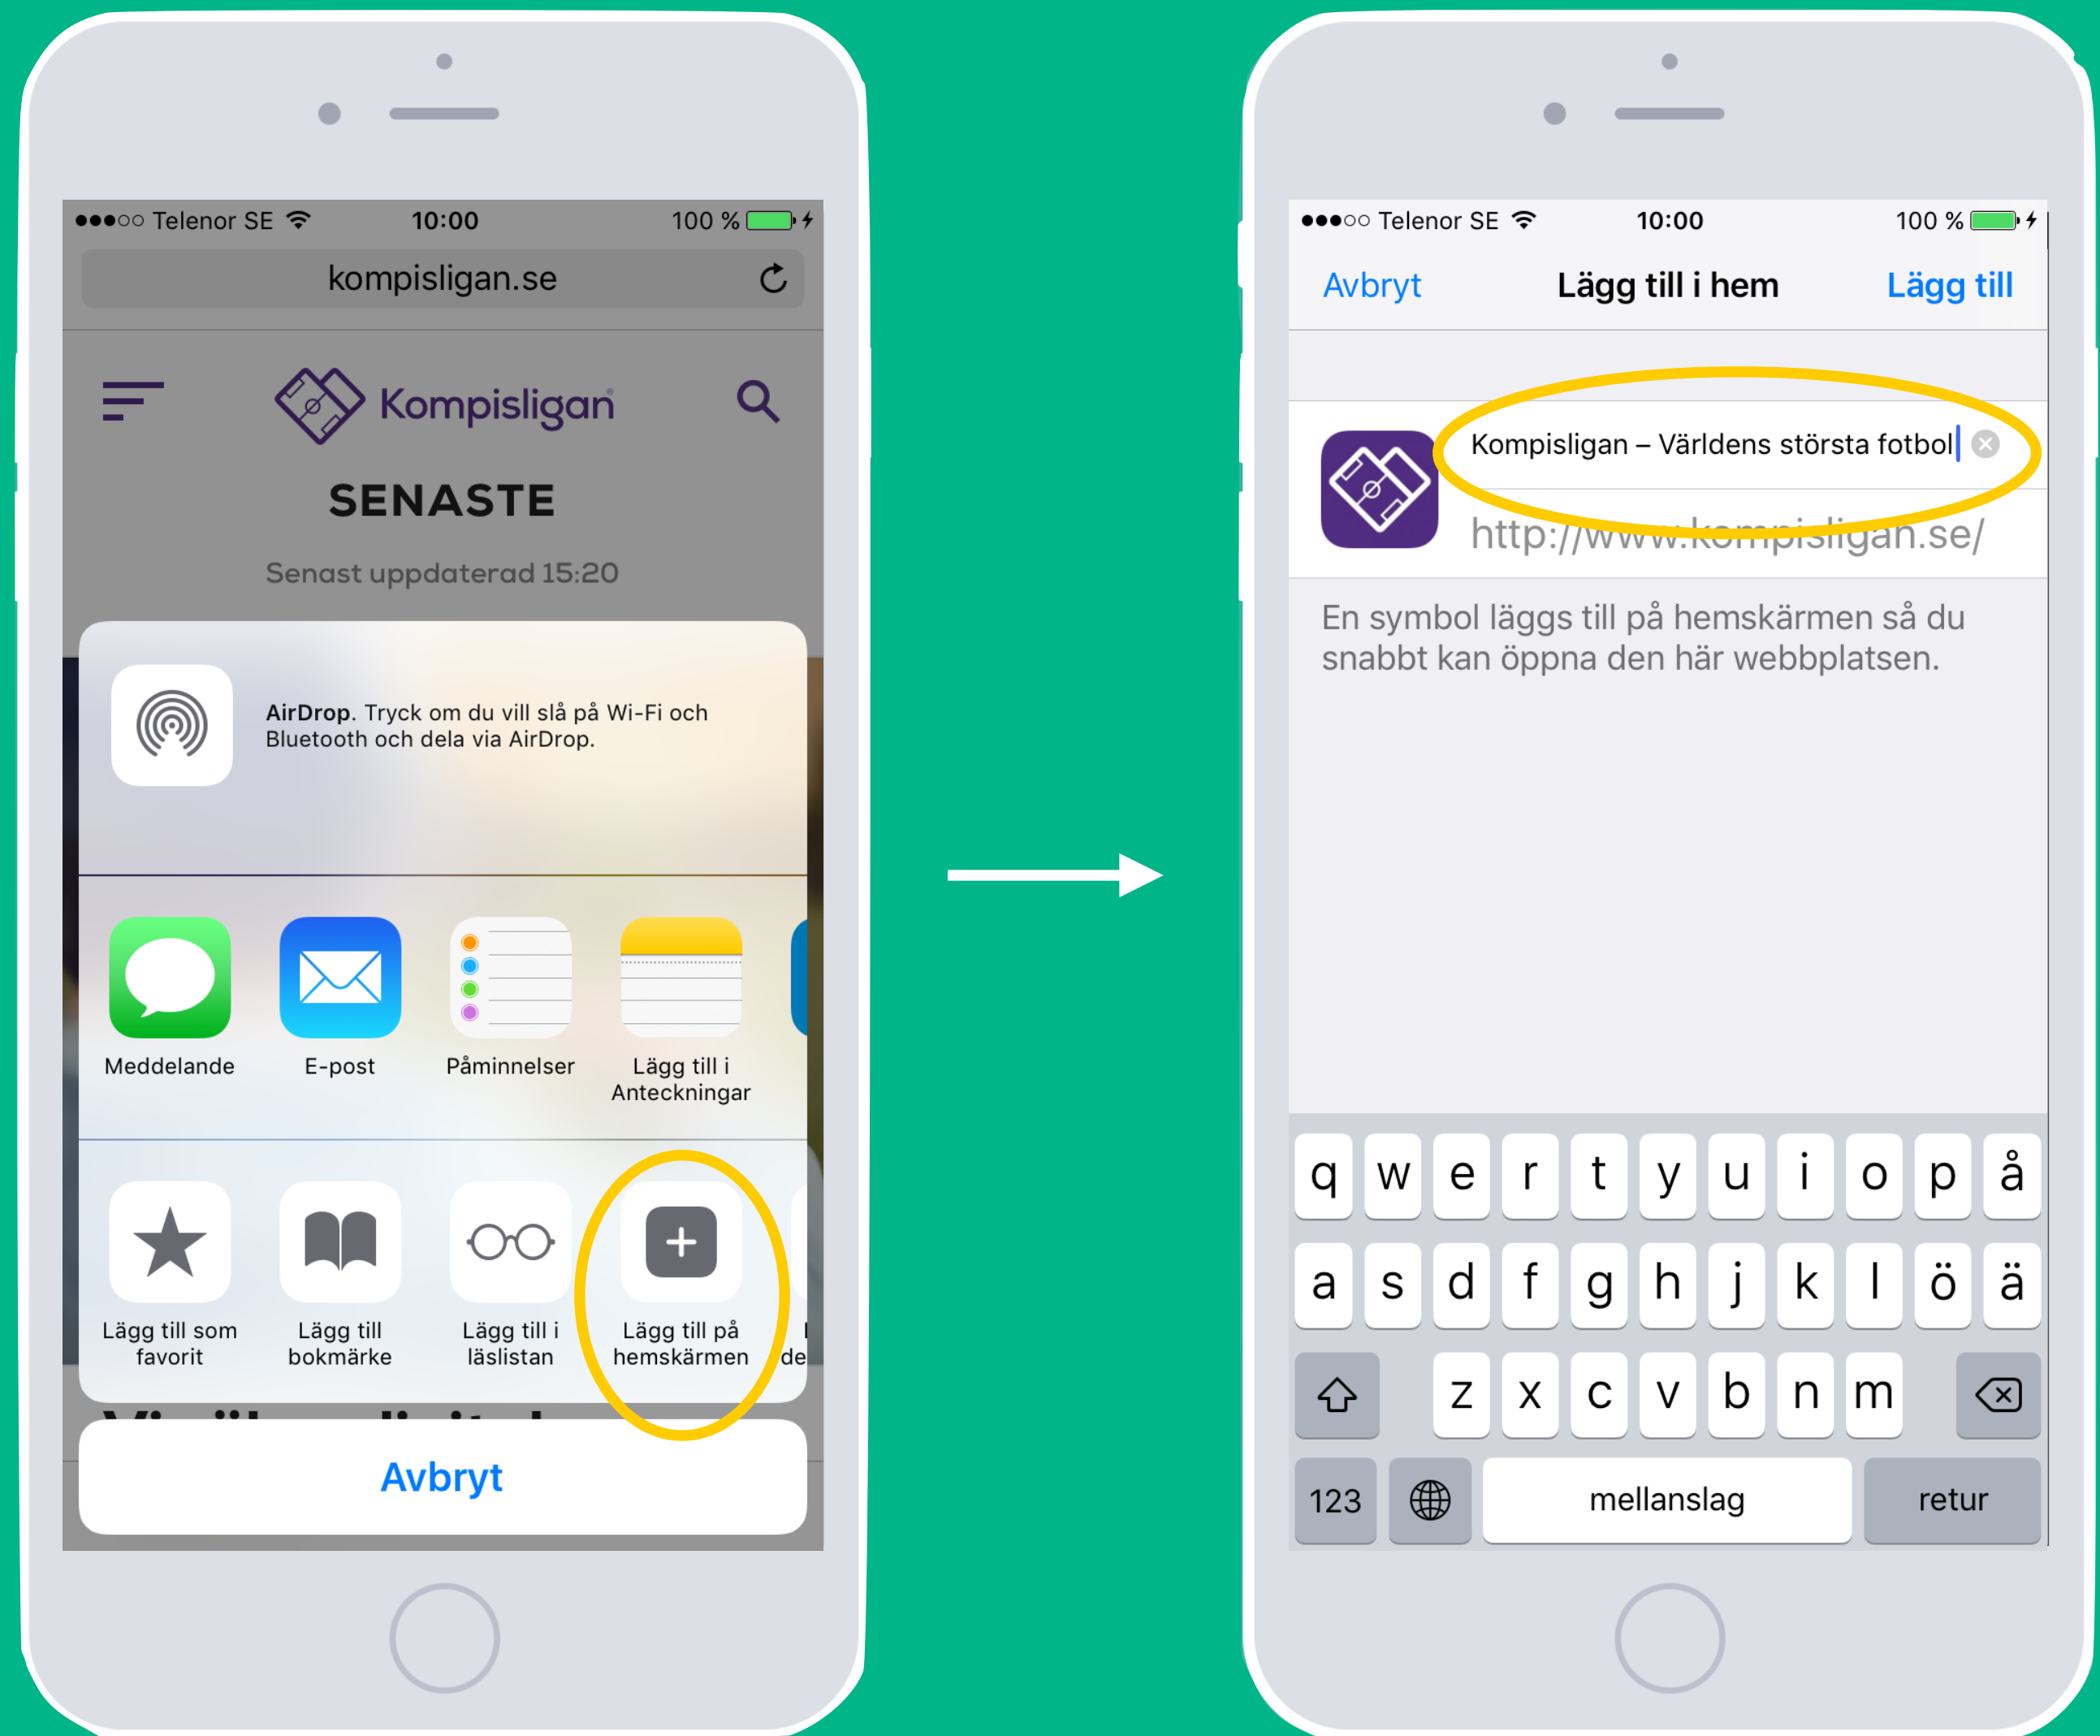 Telenor SE 10:00 100 %
kompisligan.se
Kompisligan
SENASTE
Senast uppdaterad 15:20
AirDrop. Tryck om du vill slå på Wi-Fi och
Bluetooth och dela via AirDrop.
Meddelande
E-post
Påminnelser
Lägg till i
Anteckningar
Lägg till som
favorit
Lägg till
bokmärke
Lägg till i
läslistan
Lägg till på
hemskärmen
de
Avbryt
Telenor SE 10:00 100 %
Avbryt Lägg till i hem Lägg till
Kompisligan – Världens största fotbol
http://www.kompisligan.se/
En symbol läggs till på hemskärmen så du
snabbt kan öppna den här webbplatsen.
q w e r t y u i o p å
a s d f g h j k l ö ä
z x c v b n m
123 mellanslag retur